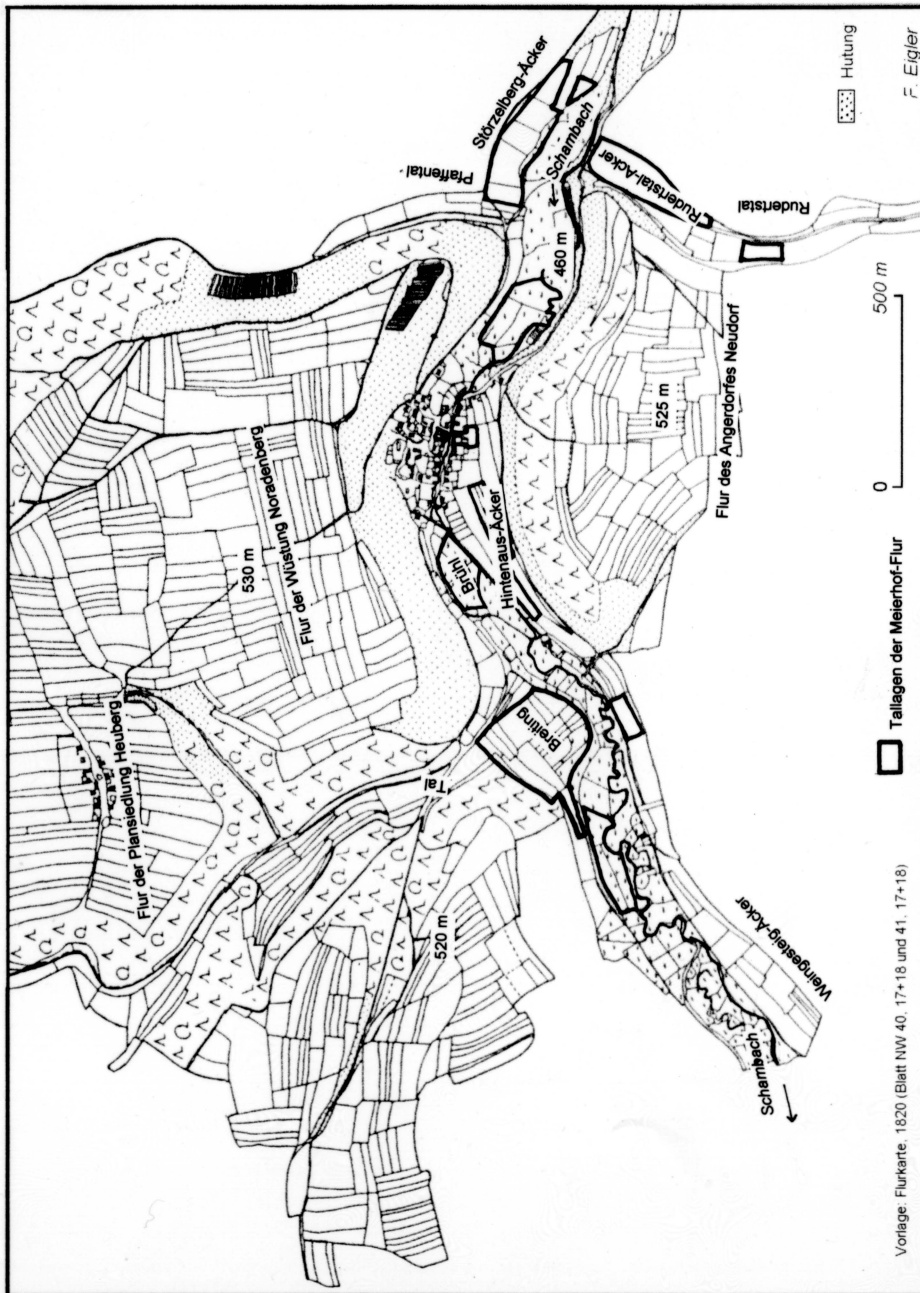 Flur der Plansiedlung Heuberg
530 m
Flur der Wüstung Noradenberg
Pfaffental
Störzelberg-Äcker
Schambach
460 m
Rudertstal-Äcker
Rudertstal
Tal
520 m
Brühl
Hintenaus-Äcker
Breiting
525 m
Flur des Angerdorfes Neudorf
Weingesteig-Äcker
Schambach
Hutung
Tallagen der Meierhof-Flur
0 500 m
Vorlage: Flurkarte, 1820 (Blatt NW 40, 17+18 und 41, 17+18)
F. Eigler